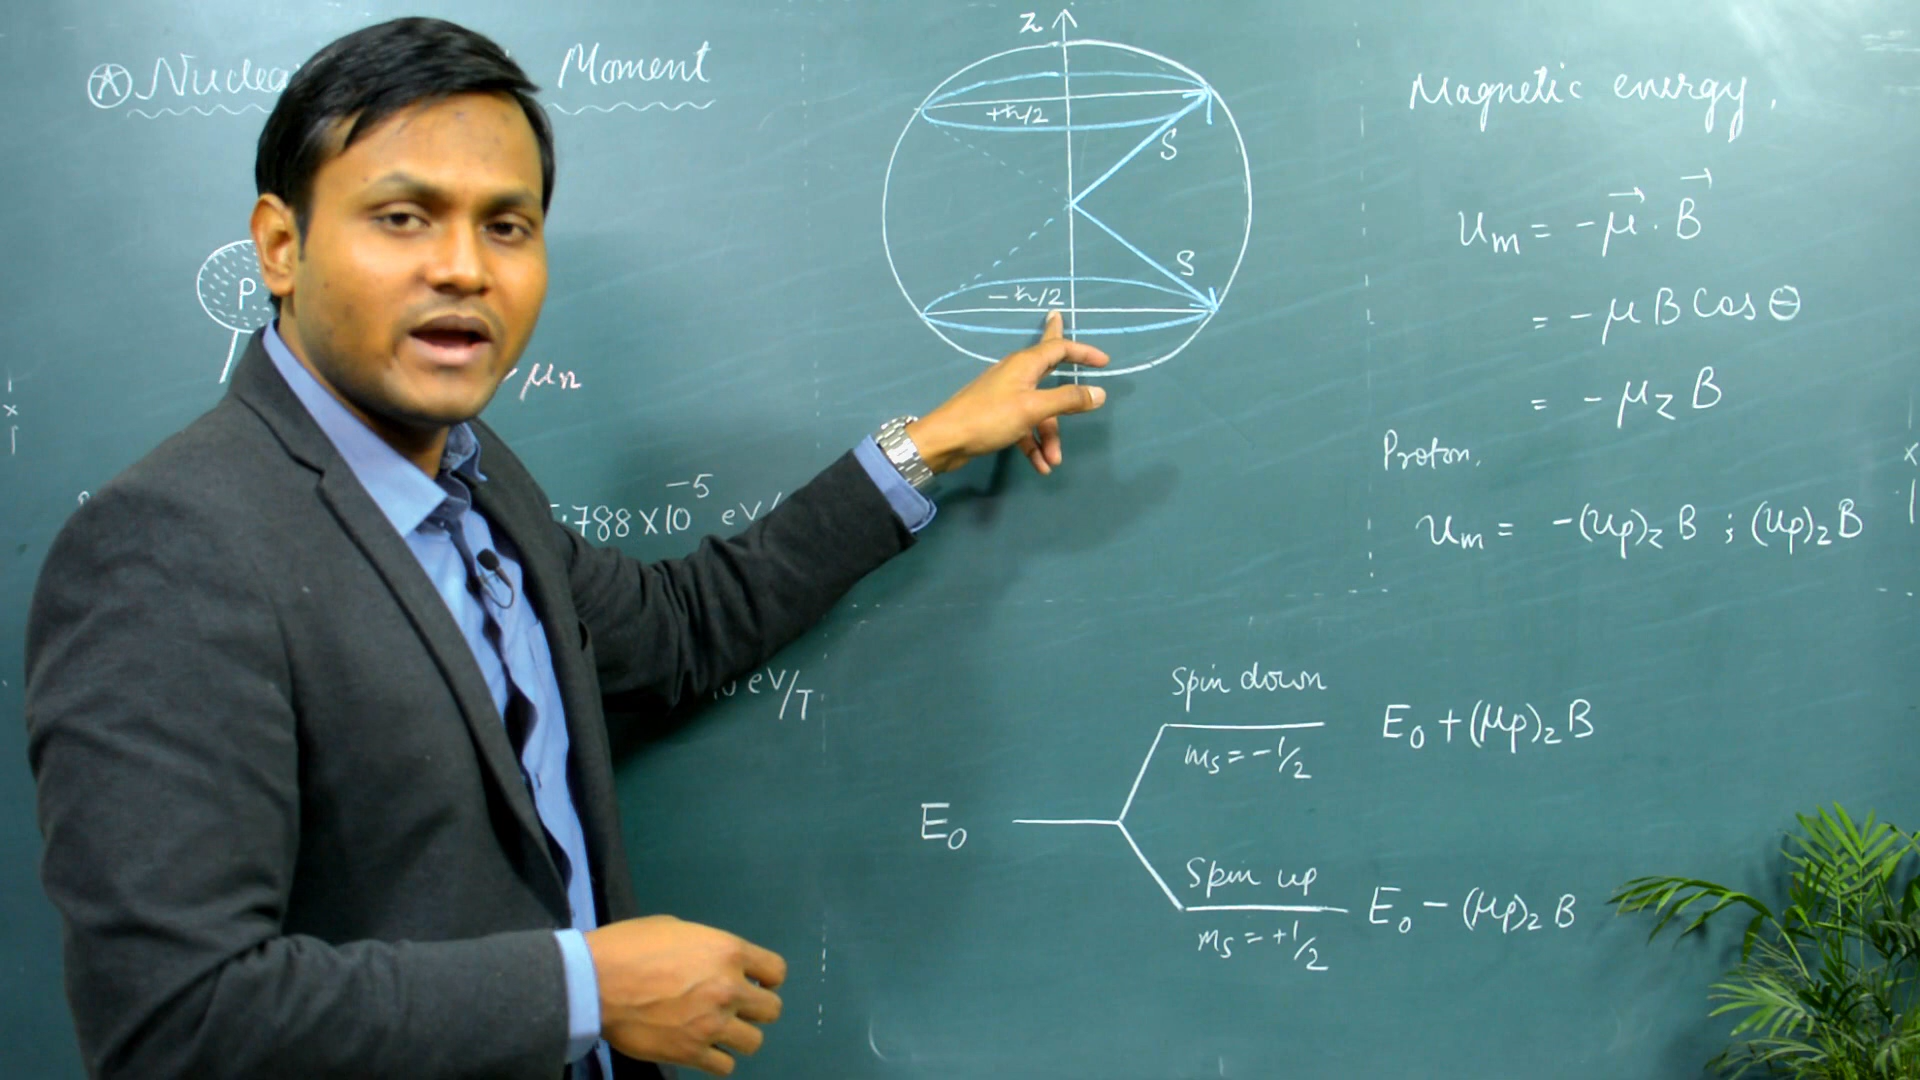 Ⓐ Nuclea Moment
P
μn
.788 X 10⁻⁵ eV/
eV/T
z
+ħ/2
S
S
-ħ/2
Magnetic energy.
Um = -μ⃗ . B⃗
= -μ B Cos Θ
= -μz B
Proton.
Um = -(μp)z B ; (μp)z B
Spin down
E₀ + (μp)z B
ms = -1/2
E₀
Spin up
E₀ - (μp)z B
ms = +1/2